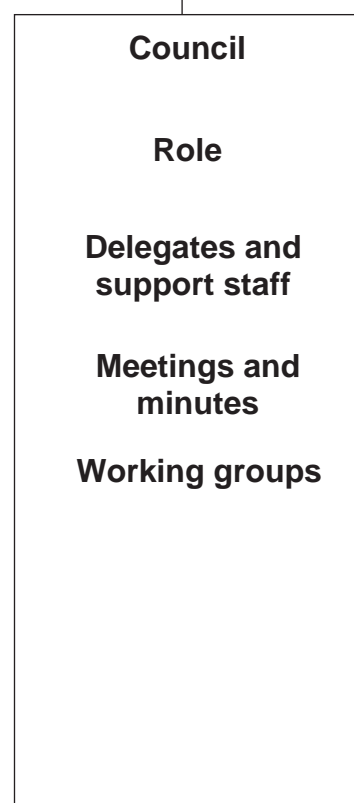 Council
Role
Delegates and
support staff
Meetings and
minutes
Working groups